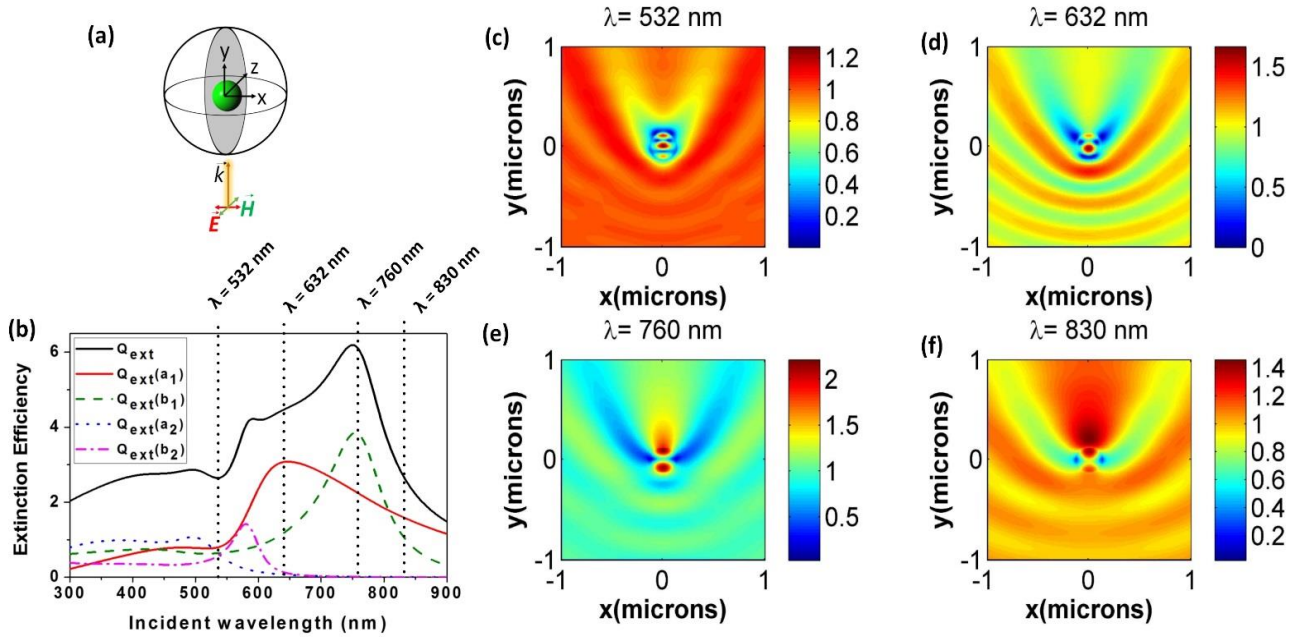 (a)
y
z
x
k
E
H
(b)
λ = 532 nm
λ = 632 nm
λ = 760 nm
λ = 830 nm
Extinction Efficiency
6
4
2
0
Q ext
Q ext(a1)
Q ext(b1)
Q ext(a2)
Q ext(b2)
300 400 500 600 700 800 900
Incident wavelength (nm)
(c)
λ= 532 nm
y(microns)
1
0
-1
-1 0 1
x(microns)
1.2
1
0.8
0.6
0.4
0.2
(d)
λ= 632 nm
y(microns)
1
0
-1
-1 0 1
x(microns)
1.5
1
0.5
0
(e)
λ= 760 nm
y(microns)
1
0
-1
-1 0 1
x(microns)
2
1.5
1
0.5
(f)
λ= 830 nm
y(microns)
1
0
-1
-1 0 1
x(microns)
1.4
1.2
1
0.8
0.6
0.4
0.2